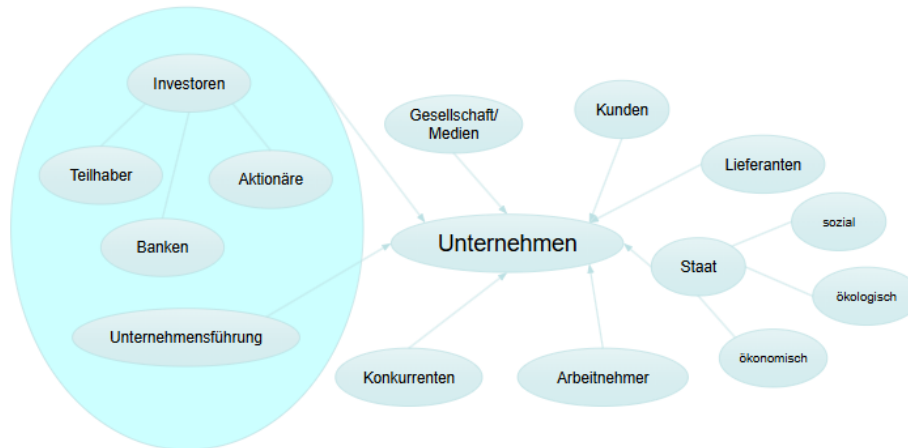 Investoren
Teilhaber
Aktionäre
Banken
Unternehmensführung
Gesellschaft/
Medien
Kunden
Lieferanten
Unternehmen
Staat
sozial
ökologisch
ökonomisch
Konkurrenten
Arbeitnehmer